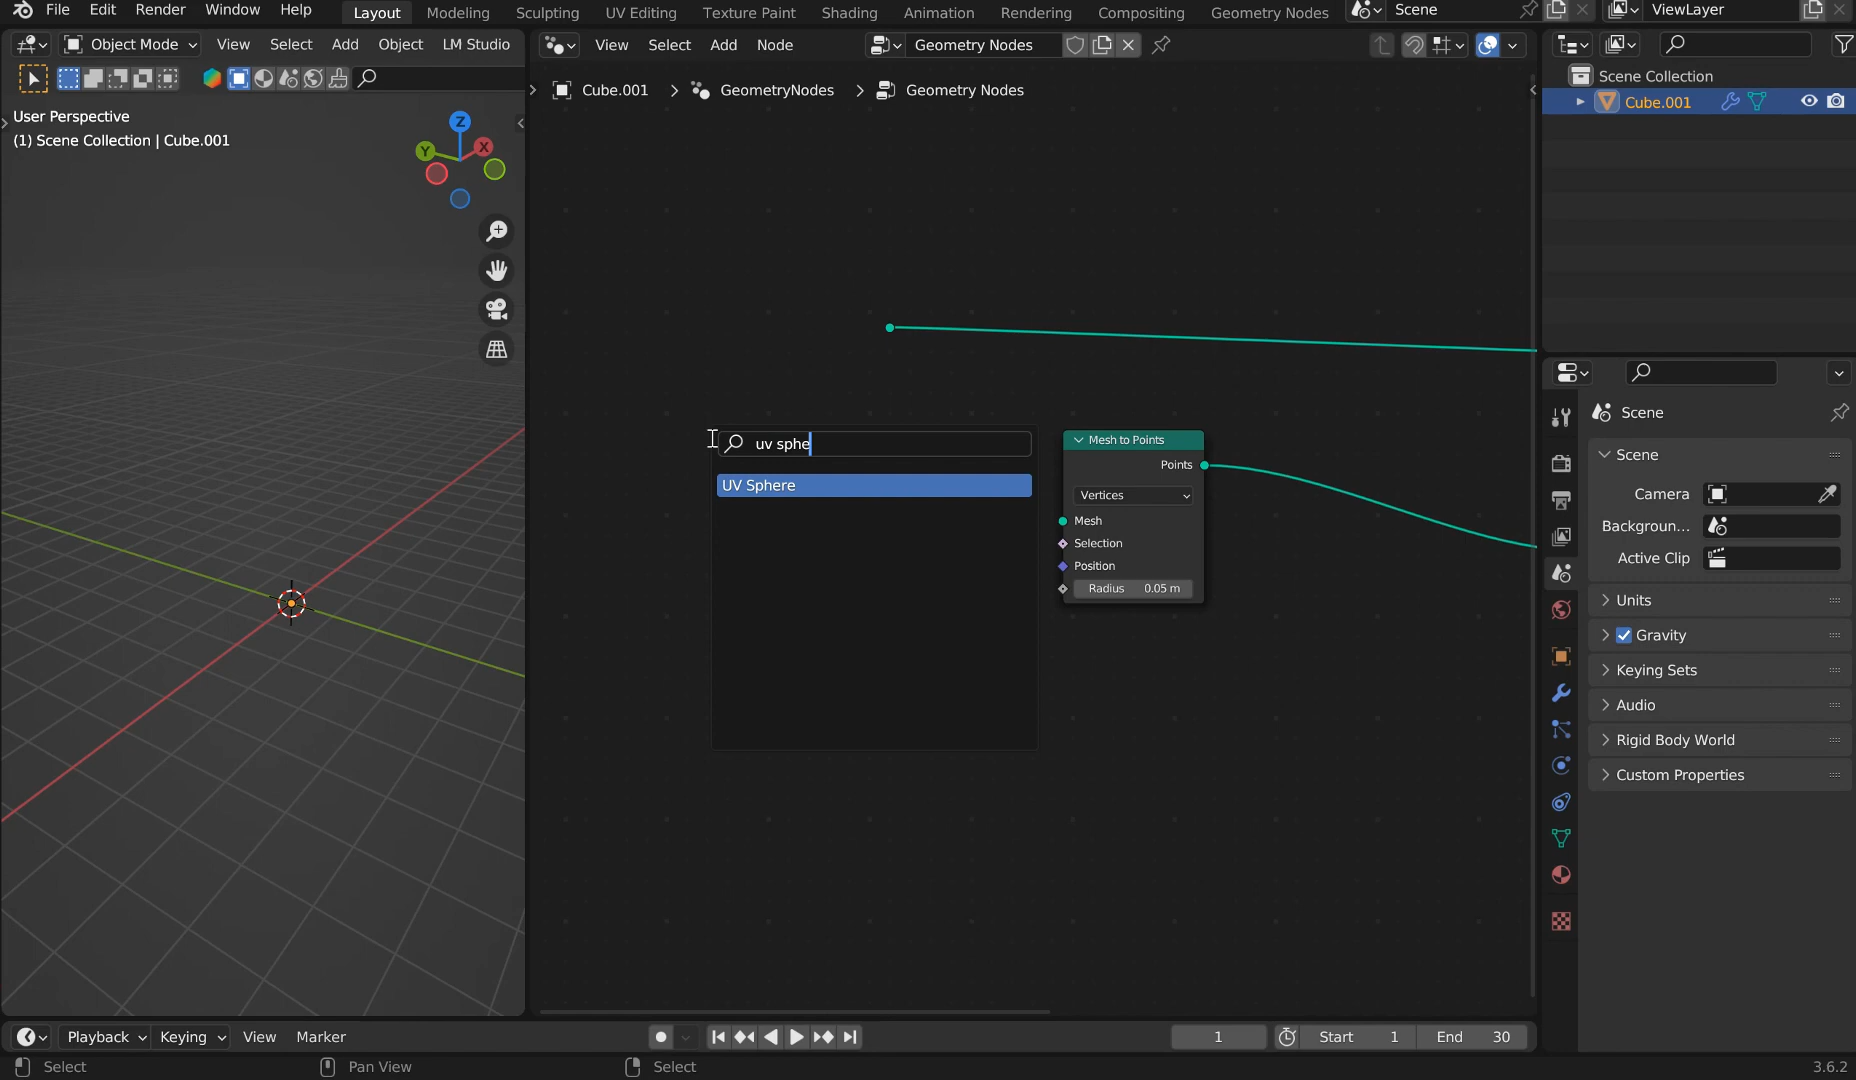 File Edit Render Window Help Layout Modeling Sculpting UV Editing Texture Paint Shading Animation Rendering Compositing Geometry Nodes Scene ViewLayer
Object Mode View Select Add Object LM Studio View Select Add Node Geometry Nodes
Scene Collection
Cube.001
Cube.001 GeometryNodes Geometry Nodes
User Perspective
(1) Scene Collection | Cube.001
Z
Y
X
uv sphe
UV Sphere
Mesh to Points
Points
Vertices
Mesh
Selection
Position
Radius 0.05 m
Scene
Scene
Camera
Backgroun...
Active Clip
Units
Gravity
Keying Sets
Audio
Rigid Body World
Custom Properties
Playback Keying View Marker 1 Start 1 End 30
Select Pan View Select 3.6.2